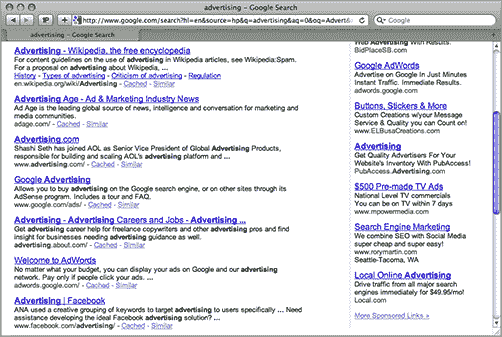 advertising – Google Search
http://www.google.com/search?hl=en&source=hp&q=advertising&aq=0&oq=Advert&
Google
advertising – Google Search
Advertising - Wikipedia, the free encyclopedia
For content guidelines on the use of advertising in Wikipedia articles, see Wikipedia:Spam.
For a proposal on advertising about Wikipedia, ...
History - Types of advertising - Criticism of advertising - Regulation
en.wikipedia.org/wiki/Advertising - Cached - Similar
Advertising Age - Ad & Marketing Industry News
Ad Age is the leading global source of news, intelligence and conversation for marketing and
media communities.
adage.com/ - Cached - Similar
Advertising.com
Shashi Seth has joined AOL as Senior Vice President of Global Advertising Products,
responsible for building and scaling AOL's advertising platform and ...
www.advertising.com/ - Cached - Similar
Google Advertising
Allows you to buy advertising on the Google search engine, or on other sites through its
AdSense program. Includes a tour and FAQ.
www.google.com/ads/ - Cached - Similar
Advertising - Advertising Careers and Jobs - Advertising ...
Get advertising career help for freelance copywriters and other advertising pros and find
insight for businesses needing advertising guidance as well.
advertising.about.com/ - Cached - Similar
Welcome to AdWords
No matter what your budget, you can display your ads on Google and our advertising
network. Pay only if people click your ads. ...
adwords.google.com/ - Cached - Similar
Advertising | Facebook
ANA used a creative grouping of keywords to target advertising to users specifically ... Need
assistance developing the ideal Facebook advertising solution? ...
www.facebook.com/advertising/ - Cached - Similar
Web Advertising With Results.
BidPlaceSB.com
Google AdWords
Advertise on Google In Just Minutes
Instant Traffic. Immediate Results.
adwords.google.com
Buttons, Stickers & More
Custom Creations w/your Message
Service & Quality you can Count on!
www.ELBusaCreations.com
Advertising
Get Quality Advertisers For Your
Website's Inventory With PubAccess!
PubAccess.Advertising.com
$500 Pre-made TV Ads
National Level TV commercials
You can be on TV within 7 days
www.mpowermedia.com
Search Engine Marketing
We combine SEO with Social Media
super cheap and super easy!
www.rorymartin.com
Seattle-Tacoma, WA
Local Online Advertising
Drive traffic from all major search
engines immediately for $49.95/mo!
Local.com
More Sponsored Links »